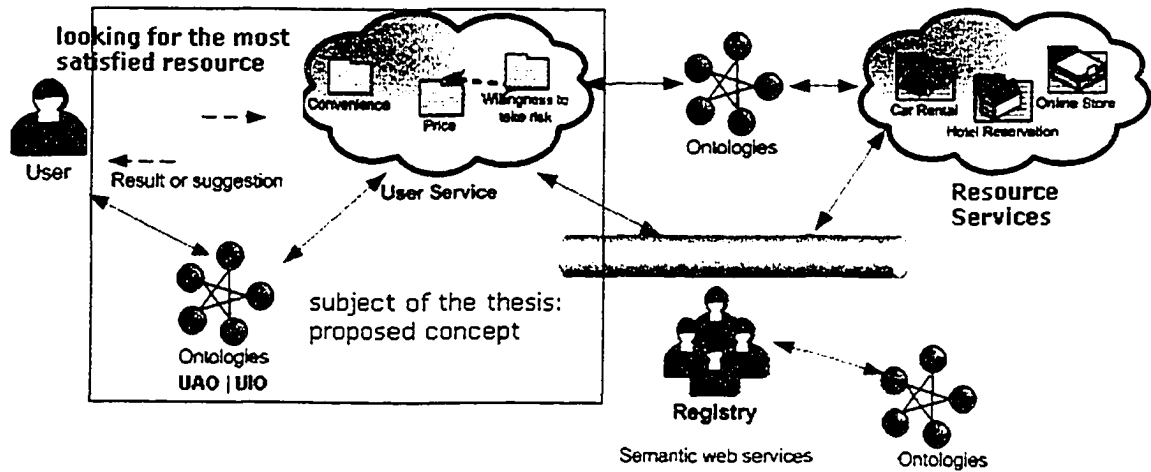 looking for the most
satisfied resource
User
Result or suggestion
Convenience
Price
Willingness to
take risk
User Service
Ontologies
UAO | UIO
subject of the thesis:
proposed concept
Ontologies
Car Rental
Hotel Reservation
Online Store
Resource
Services
Registry
Semantic web services
Ontologies